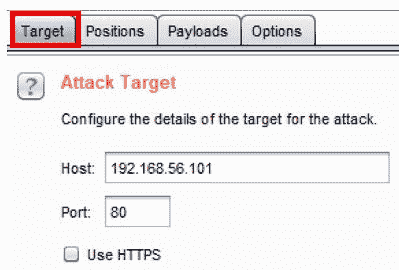 Target Positions Payloads Options
? Attack Target
Configure the details of the target for the attack.
Host: 192.168.56.101
Port: 80
Use HTTPS